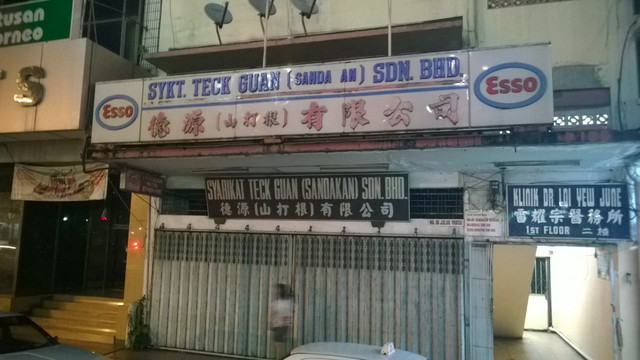 rneo
Esso
SYKT. TECK GUAN (SANDA AN) SDN. BHD.
德源(山打根)有限公司
Esso
SYARIKAT TECK GUAN (SANDAKAN) SDN BHD
德源(山打根)有限公司
KLINIK DR LOI YEW JUNE
雷耀宗醫務所
1ST FLOOR 二樓